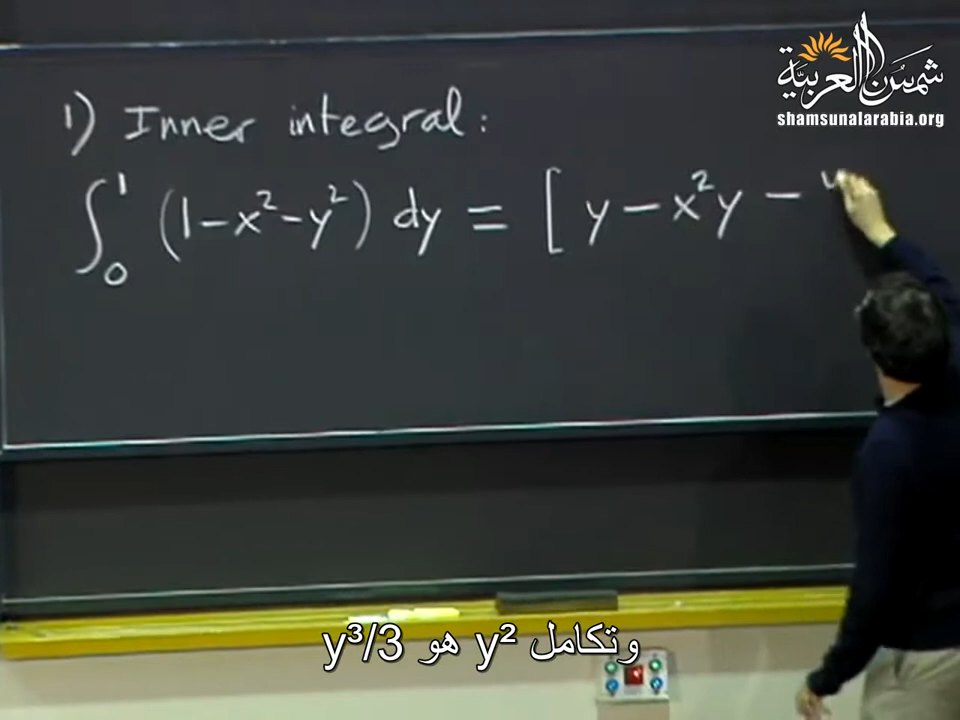 شمس العربية
shamsunalarabia.org
1) Inner integral:
∫₀¹ (1-x²-y²) dy = [ y - x²y - y
وتكامل y² هو y³/3